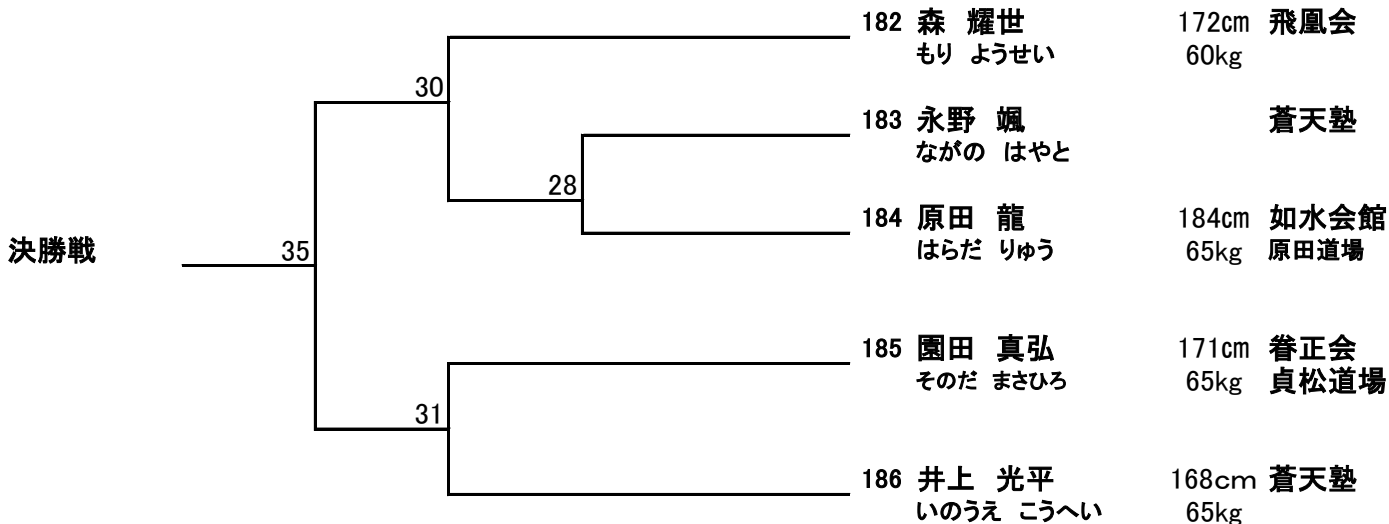 182 森 耀世 172cm 飛凰会
もり ようせい 60kg
30
183 永野 颯 蒼天塾
ながの はやと
28
184 原田 龍 184cm 如水会館
はらだ りゅう 65kg 原田道場
決勝戦 35
185 園田 真弘 171cm 眷正会
そのだ まさひろ 65kg 貞松道場
31
186 井上 光平 168cm 蒼天塾
いのうえ こうへい 65kg